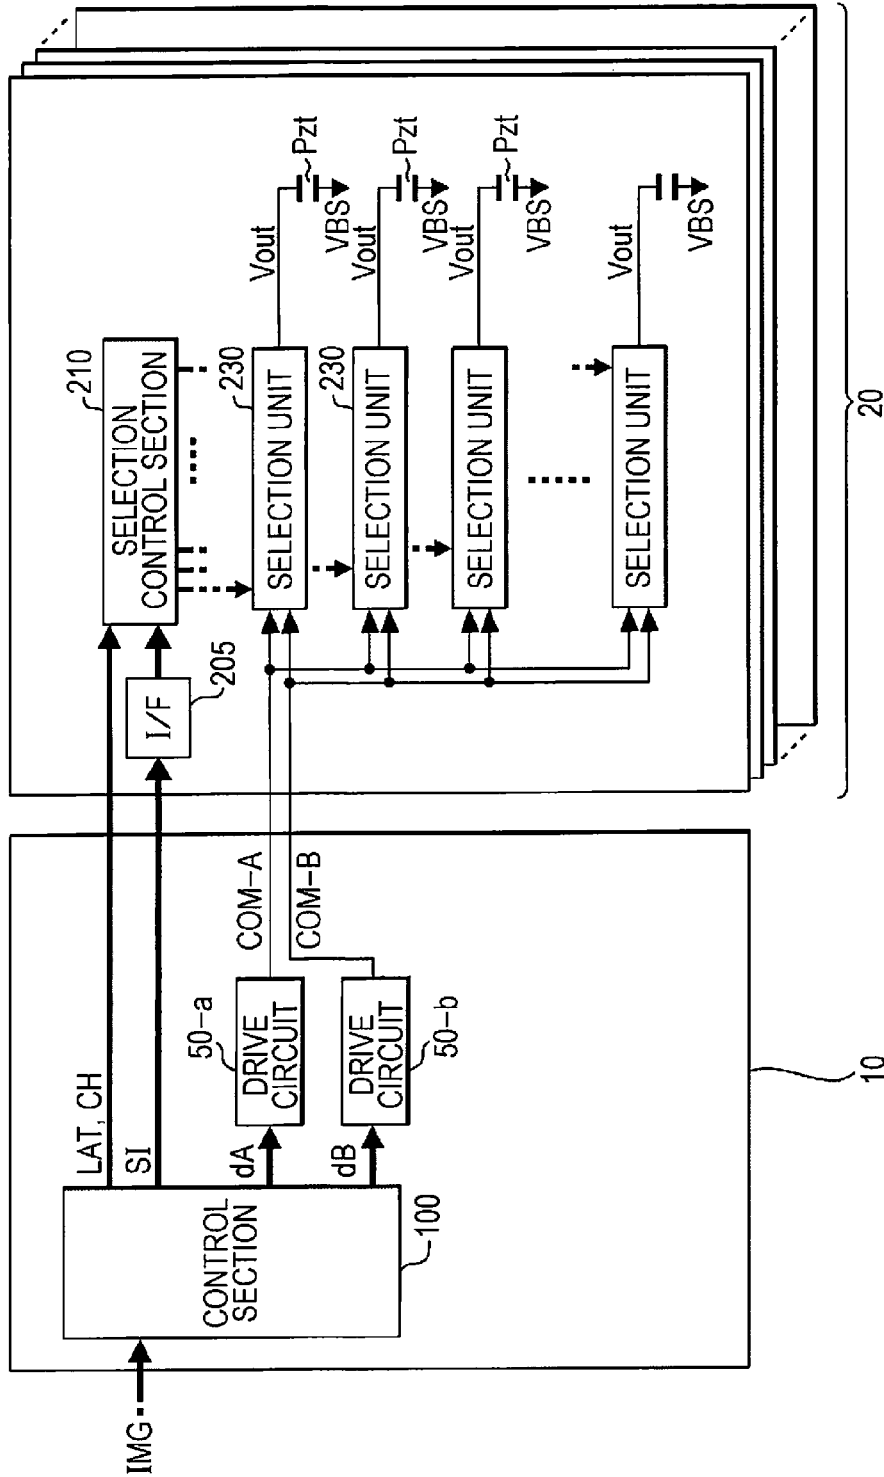 IMG
CONTROL
SECTION
100
LAT, CH
SI
dA
dB
DRIVE
CIRCUIT
50-a
DRIVE
CIRCUIT
50-b
COM-A
COM-B
10
I/F
205
SELECTION
CONTROL SECTION
210
SELECTION UNIT
230
Vout
Pzt
VBS
SELECTION UNIT
230
Vout
Pzt
VBS
SELECTION UNIT
Vout
Pzt
VBS
SELECTION UNIT
Vout
VBS
20